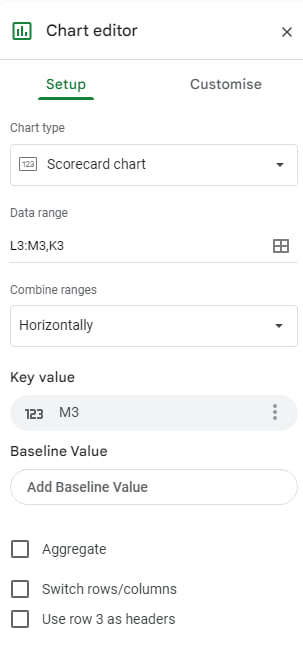 Chart editor
Setup Customise
Chart type
123 Scorecard chart
Data range
L3:M3,K3
Combine ranges
Horizontally
Key value
123 M3
Baseline Value
Add Baseline Value
Aggregate
Switch rows/columns
Use row 3 as headers